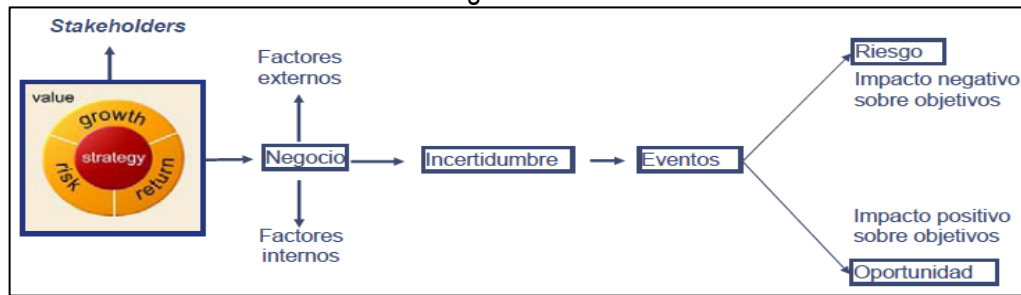 Stakeholders
value
growth
strategy
risk
return
Factores
externos
Negocio
Factores
internos
Incertidumbre
Eventos
Riesgo
Impacto negativo
sobre objetivos
Impacto positivo
sobre objetivos
Oportunidad